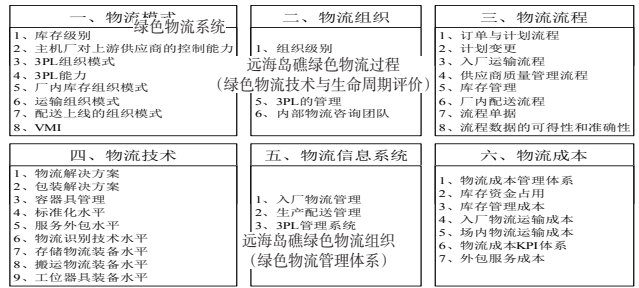 一、物流模式
绿色物流系统
1、库存级别
2、主机厂对上游供应商的控制能力
3、3PL组织模式
4、3PL能力
5、厂内库存组织模式
6、运输组织模式
7、配送上线的组织模式
8、VMI
二、物流组织
1、组织级别
远海岛礁绿色物流过程
（绿色物流技术与生命周期评价）
5、3PL的管理
6、内部物流咨询团队
三、物流流程
1、订单与计划流程
2、计划变更
3、入厂运输流程
4、供应商质量管理流程
5、库存管理
6、厂内配送流程
7、流程单据
8、流程数据的可得性和准确性
四、物流技术
1、物流解决方案
2、包装解决方案
3、容器具管理
4、标准化水平
5、服务外包水平
6、物流识别技术水平
7、存储物流装备水平
8、搬运物流装备水平
9、工位器具装备水平
五、物流信息系统
1、入厂物流管理
2、生产配送管理
3、3PL管理系统
远海岛礁绿色物流组织
（绿色物流管理体系）
六、物流成本
1、物流成本管理体系
2、库存资金占用
3、库存管理成本
4、入厂物流运输成本
5、场内物流运输成本
6、物流成本KPI体系
7、外包服务成本